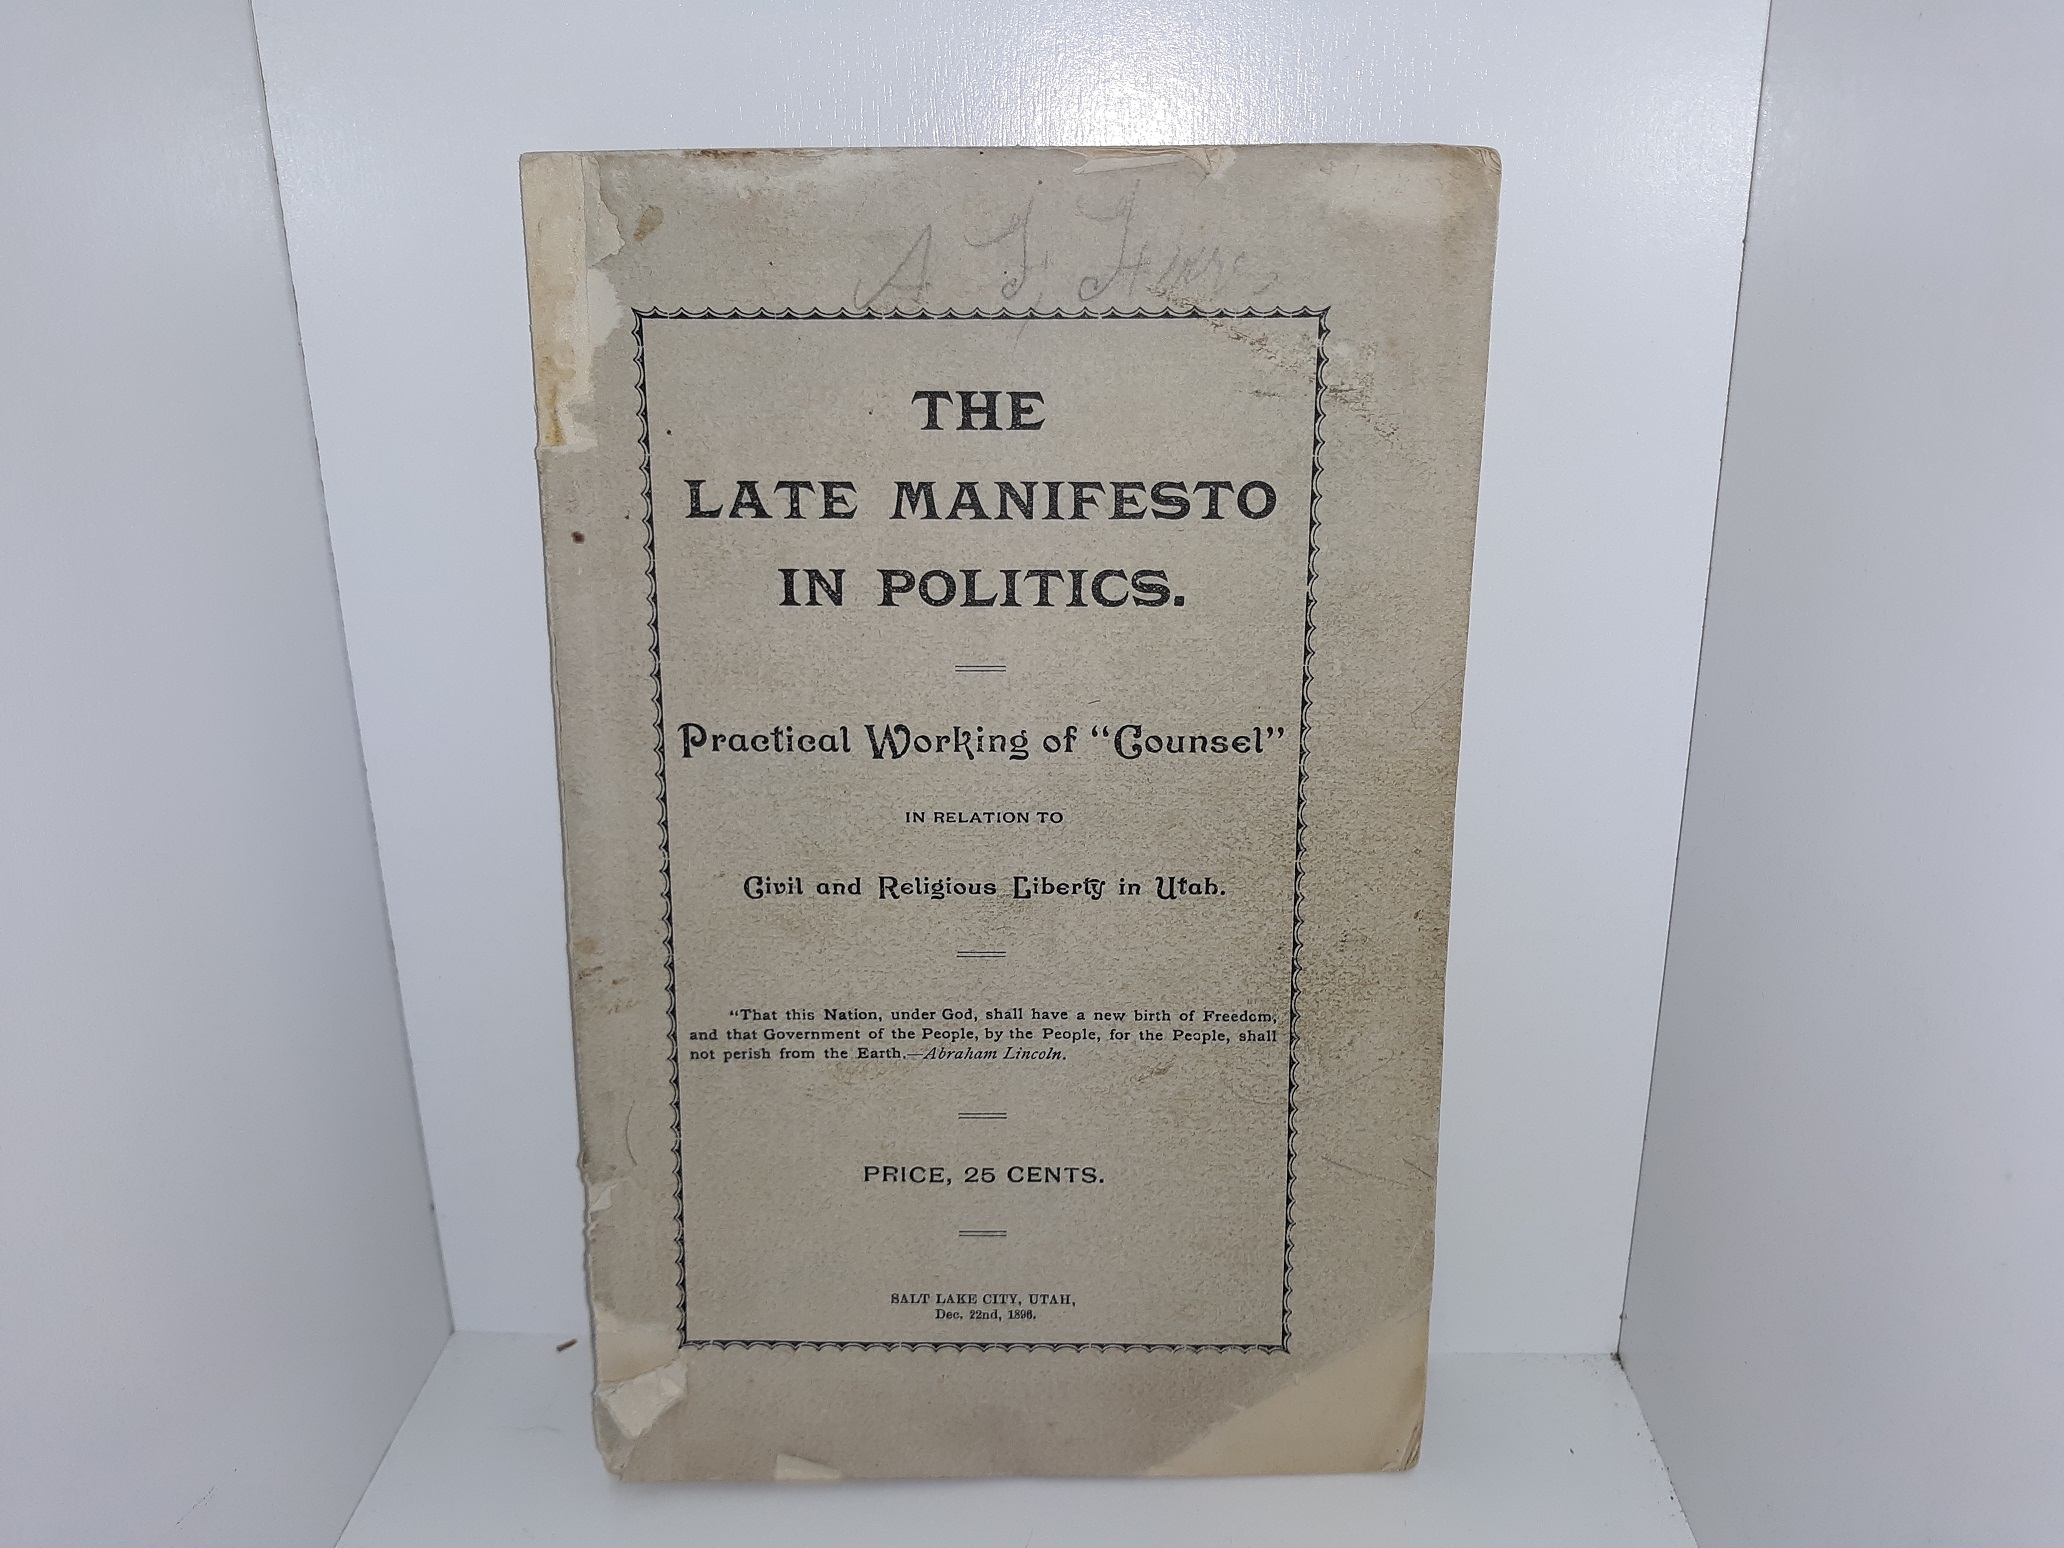 THE
LATE MANIFESTO
IN POLITICS.
Practical Working of “Counsel”
IN RELATION TO
Civil and Religious Liberty in Utah.
“That this Nation, under God, shall have a new birth of Freedom,
and that Government of the People, by the People, for the People, shall
not perish from the Earth.—Abraham Lincoln.
PRICE, 25 CENTS.
SALT LAKE CITY, UTAH,
Dec. 22nd, 1896.